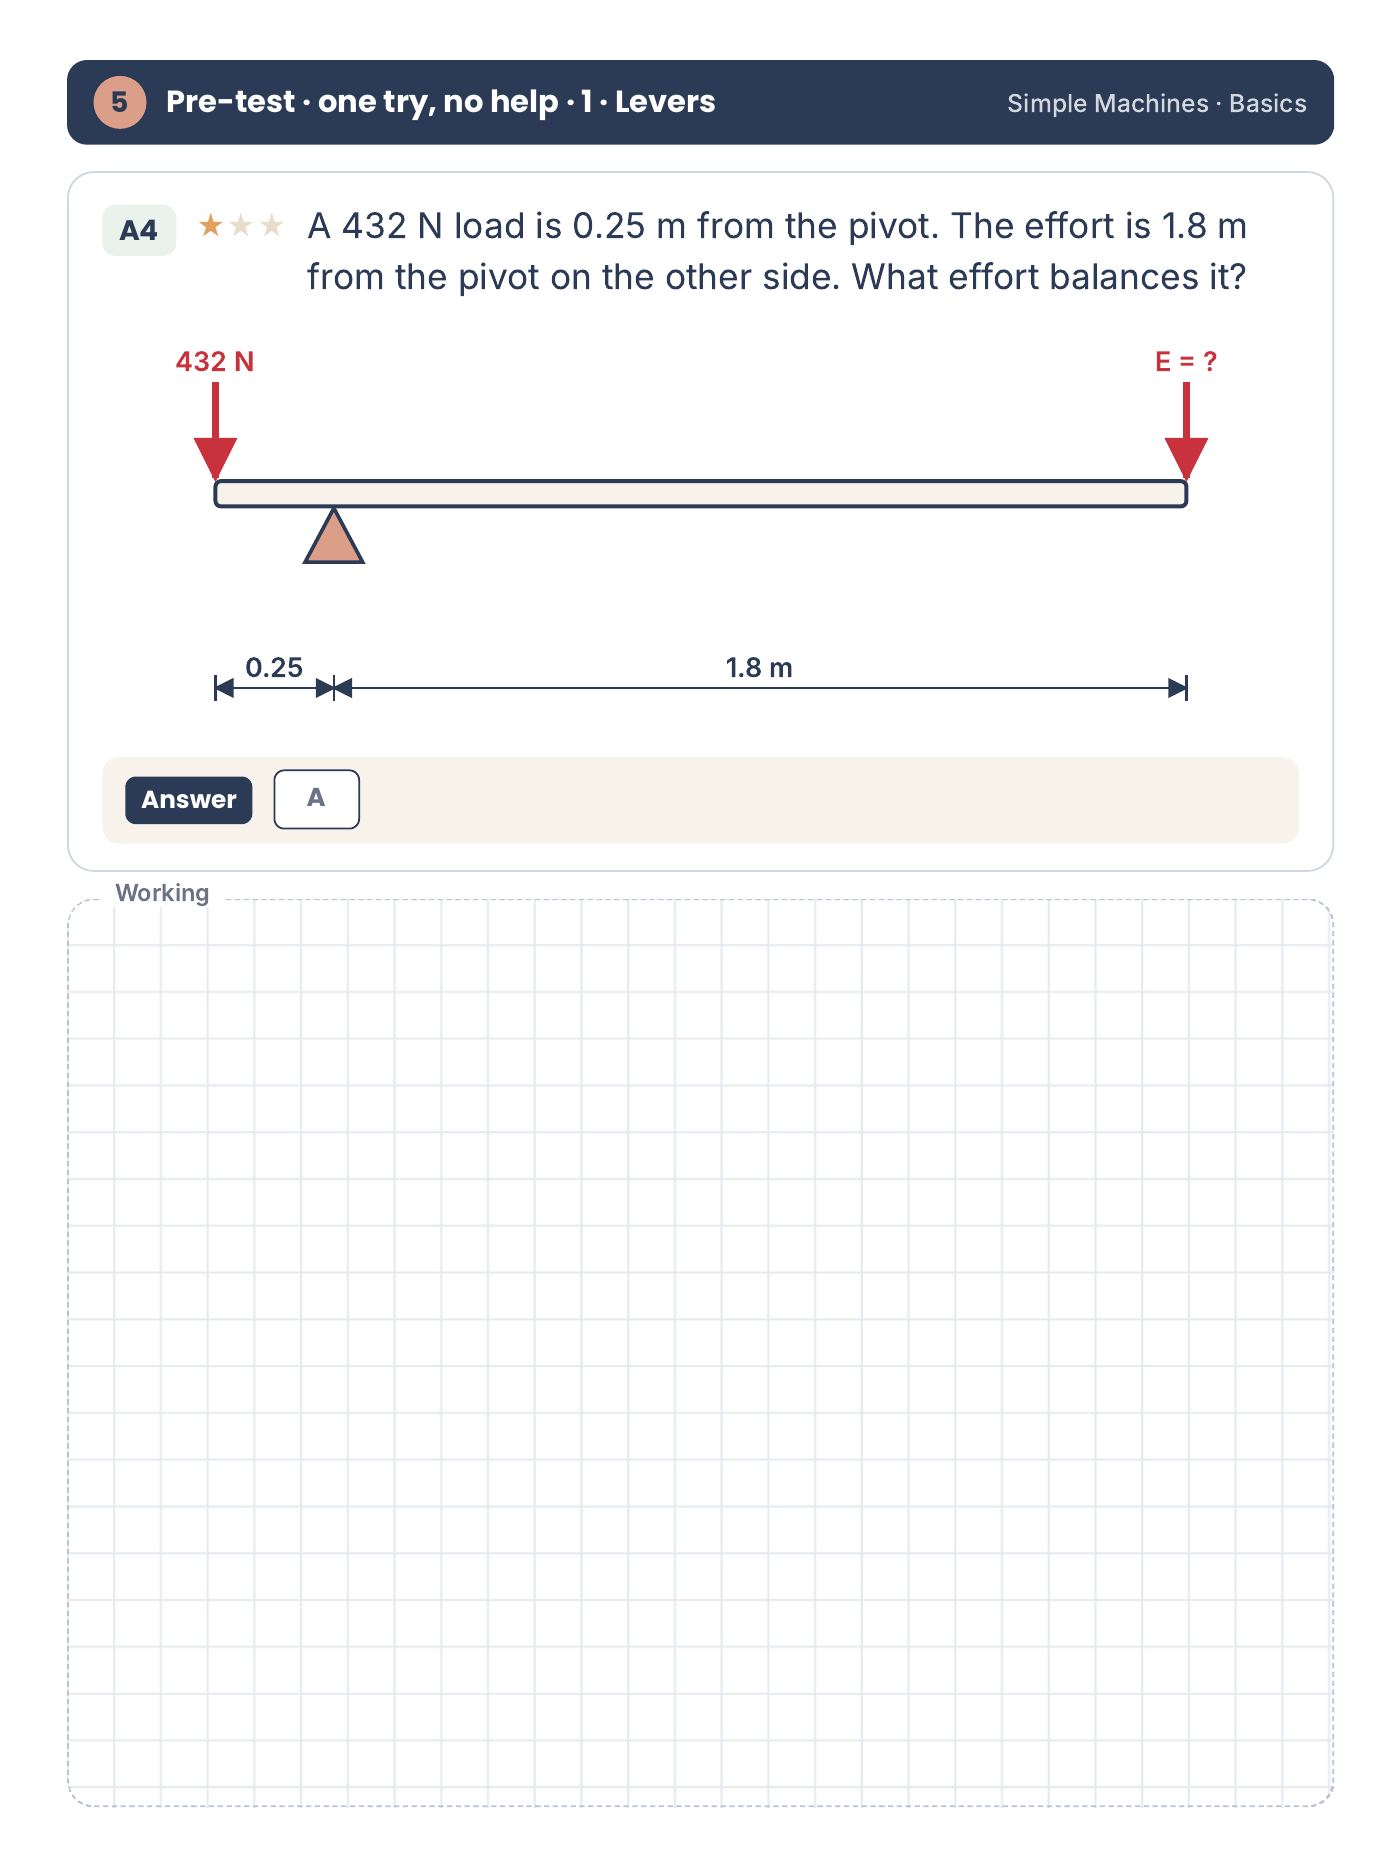 5 Pre-test · one try, no help · 1 · Levers
Simple Machines · Basics
A4 ★★★ A 432 N load is 0.25 m from the pivot. The effort is 1.8 m
from the pivot on the other side. What effort balances it?
432 N
E = ?
0.25
1.8 m
Answer A
Working